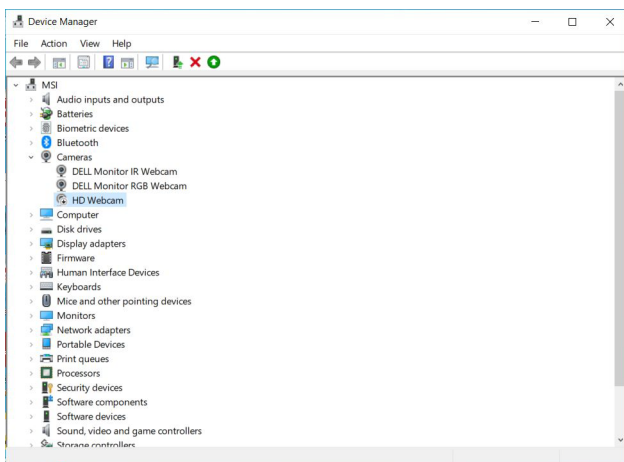 Device Manager
File Action View Help
MSI
Audio inputs and outputs
Batteries
Biometric devices
Bluetooth
Cameras
DELL Monitor IR Webcam
DELL Monitor RGB Webcam
HD Webcam
Computer
Disk drives
Display adapters
Firmware
Human Interface Devices
Keyboards
Mice and other pointing devices
Monitors
Network adapters
Portable Devices
Print queues
Processors
Security devices
Software components
Software devices
Sound, video and game controllers
Storage controllers